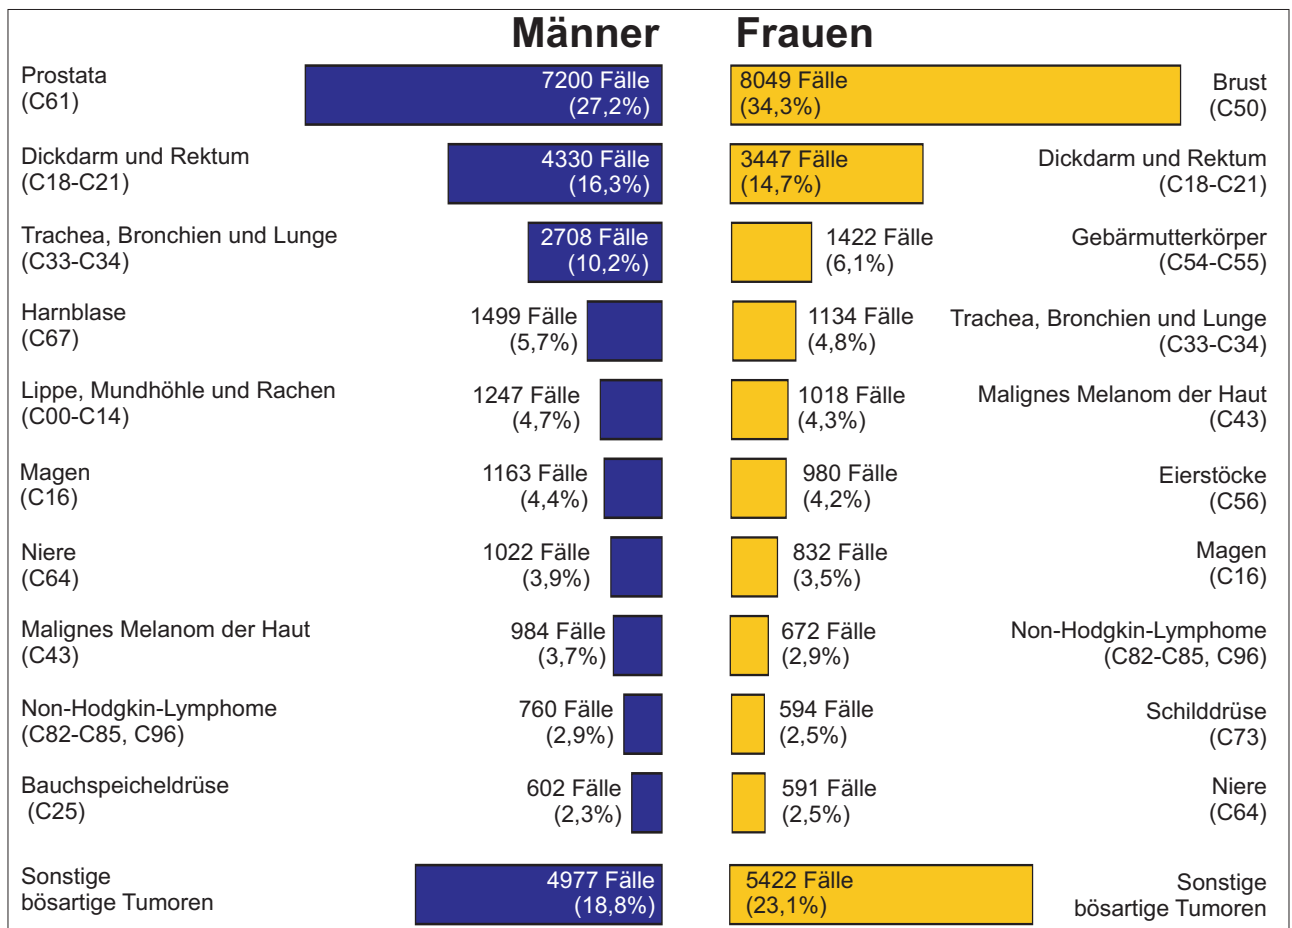 Männer Frauen
Prostata
(C61)
7200 Fälle
(27,2%)
8049 Fälle
(34,3%)
Brust
(C50)
Dickdarm und Rektum
(C18-C21)
4330 Fälle
(16,3%)
3447 Fälle
(14,7%)
Dickdarm und Rektum
(C18-C21)
Trachea, Bronchien und Lunge
(C33-C34)
2708 Fälle
(10,2%)
1422 Fälle
(6,1%)
Gebärmutterkörper
(C54-C55)
Harnblase
(C67)
1499 Fälle
(5,7%)
1134 Fälle
(4,8%)
Trachea, Bronchien und Lunge
(C33-C34)
Lippe, Mundhöhle und Rachen
(C00-C14)
1247 Fälle
(4,7%)
1018 Fälle
(4,3%)
Malignes Melanom der Haut
(C43)
Magen
(C16)
1163 Fälle
(4,4%)
980 Fälle
(4,2%)
Eierstöcke
(C56)
Niere
(C64)
1022 Fälle
(3,9%)
832 Fälle
(3,5%)
Magen
(C16)
Malignes Melanom der Haut
(C43)
984 Fälle
(3,7%)
672 Fälle
(2,9%)
Non-Hodgkin-Lymphome
(C82-C85, C96)
Non-Hodgkin-Lymphome
(C82-C85, C96)
760 Fälle
(2,9%)
594 Fälle
(2,5%)
Schilddrüse
(C73)
Bauchspeicheldrüse
(C25)
602 Fälle
(2,3%)
591 Fälle
(2,5%)
Niere
(C64)
Sonstige
bösartige Tumoren
4977 Fälle
(18,8%)
5422 Fälle
(23,1%)
Sonstige
bösartige Tumoren